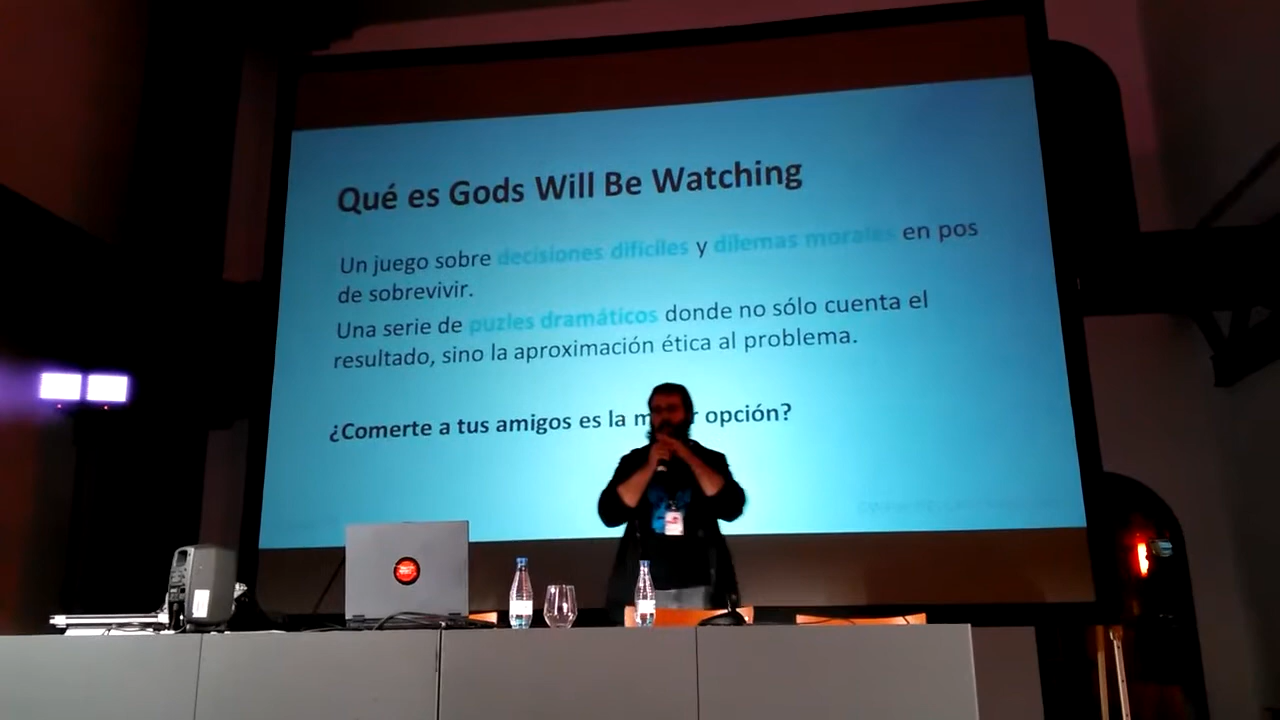 Qué es Gods Will Be Watching
Un juego sobre decisiones difíciles y dilemas morales en pos
de sobrevivir.
Una serie de puzles dramáticos donde no sólo cuenta el
resultado, sino la aproximación ética al problema.
¿Comerte a tus amigos es la opción?